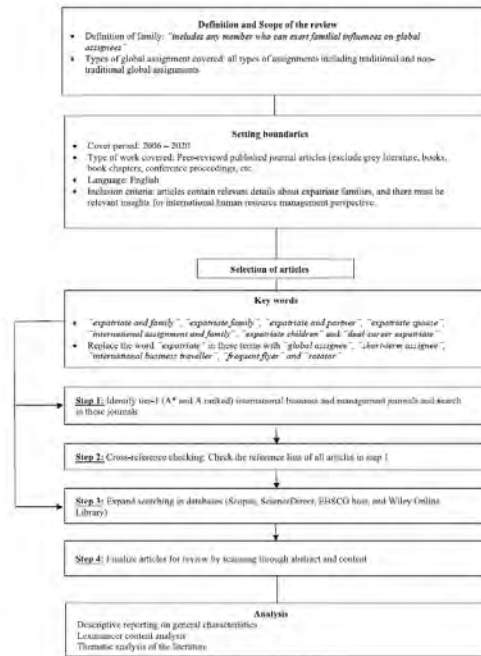 Definition and Scope of the review
• Definition of family: "includes any member who can exert familial influences on global
assignees"
• Types of global assignment covered: all types of assignments including traditional and non-
traditional global assignments
Setting boundaries
• Cover period: 2006 – 2020
• Type of work covered: Peer-reviewed published journal articles (exclude grey literature, books,
book chapters, conference proceedings, etc.
• Language: English
• Inclusion criteria: articles contain relevant details about expatriate families, and there must be
relevant insights for international human resource management perspective.
Selection of articles
Key words
• "expatriate and family", "expatriate family", "expatriate and partner", "expatriate spouse",
"international assignment and family", "expatriate children" and "dual career expatriate"
• Replace the word "expatriate" in these terms with "global assignee", "short-term assignee",
"international business traveller", "frequent flyer" and "rotator"
Step 1: Identify tier-1 (A* and A ranked) international business and management journals and search
in these journals
Step 2: Cross-reference checking: Check the reference lists of all articles in step 1
Step 3: Expand searching in databases (Scopus, ScienceDirect, EBSCO host, and Wiley Online
Library)
Step 4: Finalize articles for review by scanning through abstract and content
Analysis
Descriptive reporting on general characteristics
Leximancer content analysis
Thematic analysis of the literature